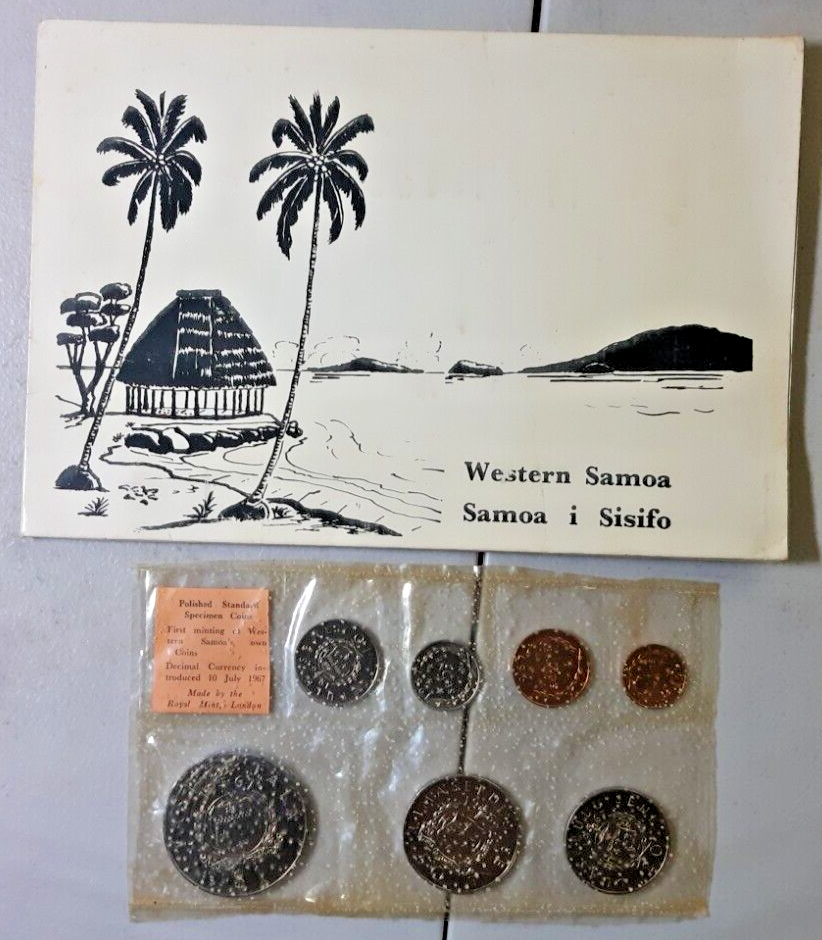 Western Samoa
Samoa i Sisifo
Polished Standard
Specimen Coins
First minting of Wes-
tern Samoa's own
Coins
Decimal Currency in-
troduced 10 July 1967
Made by the
Royal Mint, London